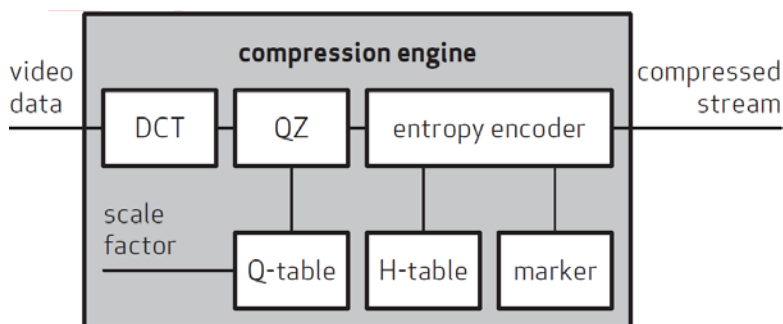 compression engine
video
data
compressed
stream
DCT
QZ
entropy encoder
scale
factor
Q-table
H-table
marker